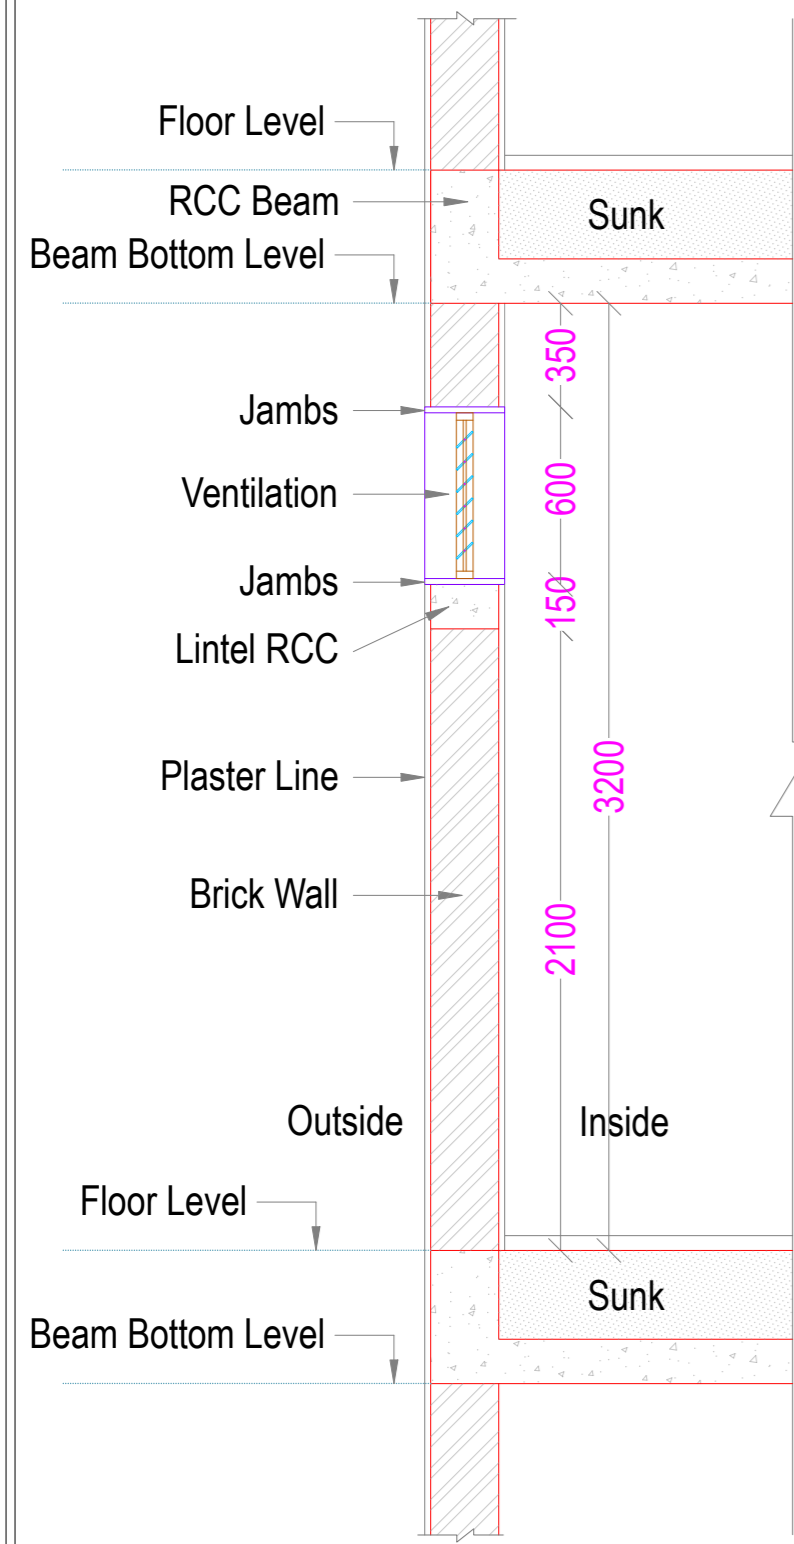 Floor Level
RCC Beam
Sunk
Beam Bottom Level
350
Jambs
Ventilation
600
Jambs
150
Lintel RCC
Plaster Line
3200
Brick Wall
2100
Outside
Inside
Floor Level
Sunk
Beam Bottom Level